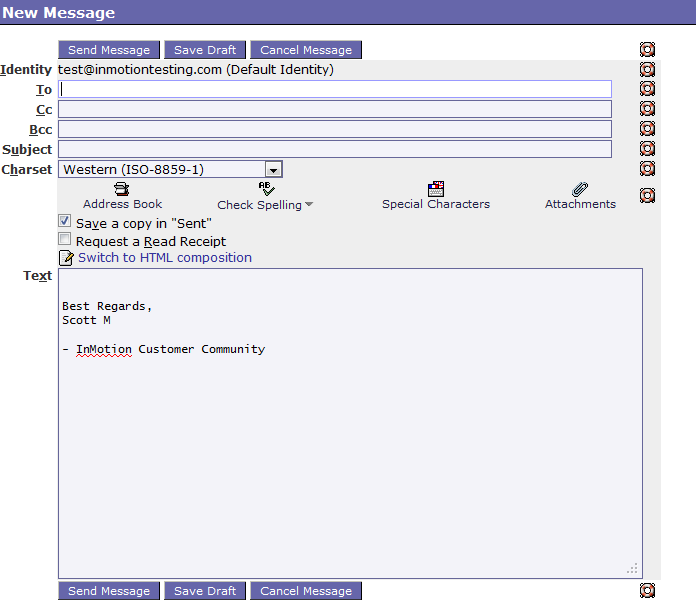 New Message
Send Message Save Draft Cancel Message
Identity test@inmotiontesting.com (Default Identity)
To
Cc
Bcc
Subject
Charset Western (ISO-8859-1)
Address Book Check Spelling Special Characters Attachments
Save a copy in "Sent"
Request a Read Receipt
Switch to HTML composition
Text
Best Regards,
Scott M
- InMotion Customer Community
Send Message Save Draft Cancel Message